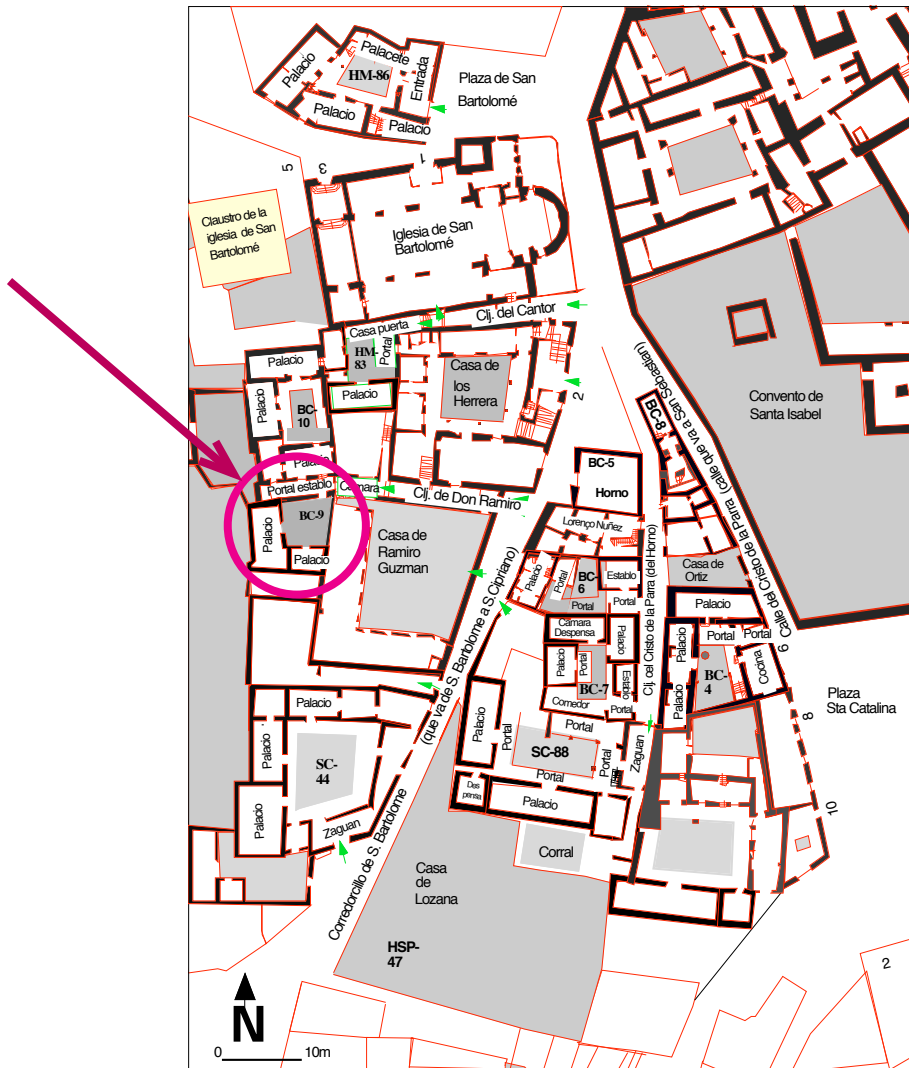 Palacio
Palacete
HM-86
Entrada
Palacio
Palacio
Plaza de San
Bartolomé
5
3
1
Claustro de la
iglesia de San
Bartolomé
Iglesia de San
Bartolomé
Clj. del Cantor
Casa puerta
HM-
83
Portal
Palacio
Palacio
Palacio
BC-
10
Palacio
Casa de
los
Herrera
2
Portal establo
Cámara
Clj. de Don Ramiro
BC-9
Palacio
Palacio
Casa de
Ramiro
Guzman
Convento de
Santa Isabel
Calle del Cristo de la Parra (calle que va a San Sebastian)
BC-8
BC-5
Horno
Lorenço Nuñez
Palacio
Portal
BC-
6
Establo
Portal
Portal
Casa de
Ortiz
Clj. del Cristo de la Parra (del Horno)
Cámara
Despensa
Palacio
Palacio
Portal
BC-7
Establo
Comedor
Portal
Palacio
Palacio
Palacio
Portal
Portal
BC-
4
Cocina
6
8
10
Plaza
Sta Catalina
Corredorcillo de S. Bartolome (que va de S. Bartolome a S.Cipriano)
Palacio
Palacio
SC-
44
Palacio
Zaguan
Palacio
Portal
Portal
SC-88
Portal
Portal
Zaguan
Des
pensa
Palacio
Corral
Casa
de
Lozana
HSP-
47
2
N
0
10m